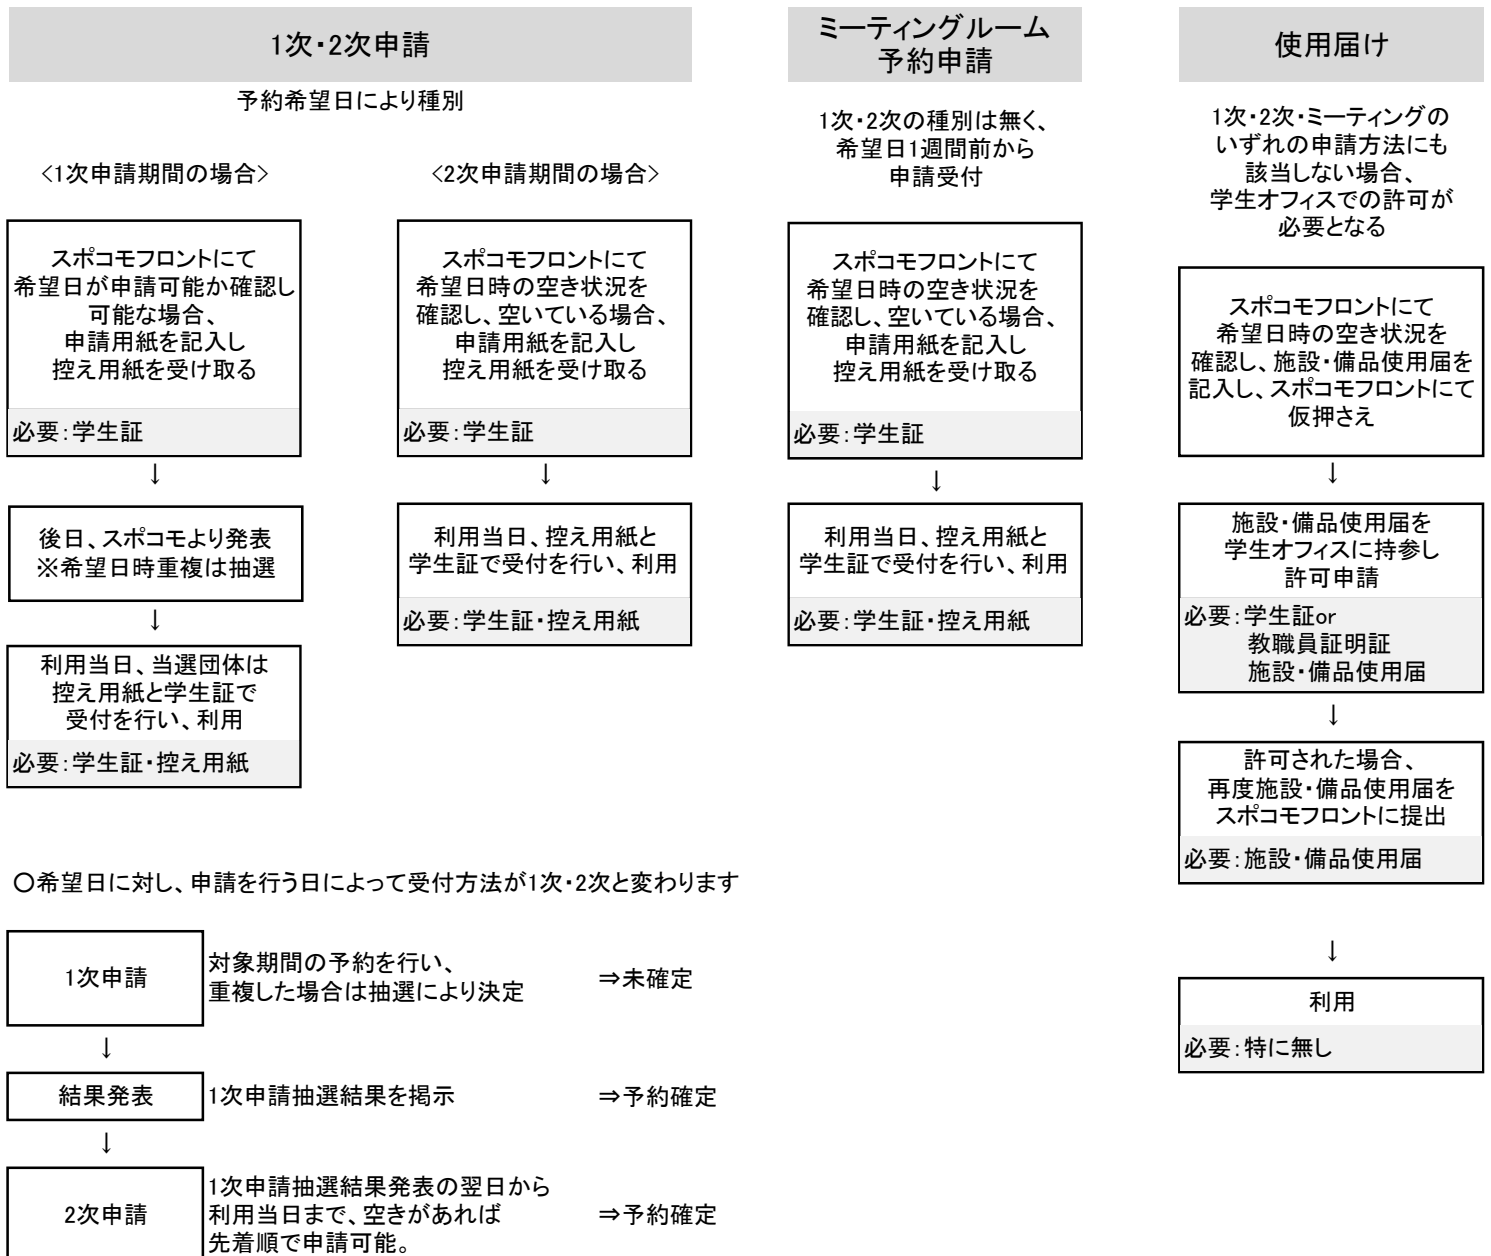 1次・2次申請
予約希望日により種別
<1次申請期間の場合>
スポコモフロントにて
希望日が申請可能か確認し
可能な場合、
申請用紙を記入し
控え用紙を受け取る
必要：学生証
↓
後日、スポコモより発表
※希望日時重複は抽選
↓
利用当日、当選団体は
控え用紙と学生証で
受付を行い、利用
必要：学生証・控え用紙
<2次申請期間の場合>
スポコモフロントにて
希望日時の空き状況を
確認し、空いている場合、
申請用紙を記入し
控え用紙を受け取る
必要：学生証
↓
利用当日、控え用紙と
学生証で受付を行い、利用
必要：学生証・控え用紙
ミーティングルーム
予約申請
1次・2次の種別は無く、
希望日1週間前から
申請受付
スポコモフロントにて
希望日時の空き状況を
確認し、空いている場合、
申請用紙を記入し
控え用紙を受け取る
必要：学生証
↓
利用当日、控え用紙と
学生証で受付を行い、利用
必要：学生証・控え用紙
使用届け
1次・2次・ミーティングの
いずれの申請方法にも
該当しない場合、
学生オフィスでの許可が
必要となる
スポコモフロントにて
希望日時の空き状況を
確認し、施設・備品使用届を
記入し、スポコモフロントにて
仮押さえ
↓
施設・備品使用届を
学生オフィスに持参し
許可申請
必要：学生証or
教職員証明証
施設・備品使用届
↓
許可された場合、
再度施設・備品使用届を
スポコモフロントに提出
必要：施設・備品使用届
↓
利用
必要：特に無し
○希望日に対し、申請を行う日によって受付方法が1次・2次と変わります
1次申請
対象期間の予約を行い、
重複した場合は抽選により決定
⇒未確定
↓
結果発表
1次申請抽選結果を掲示
⇒予約確定
↓
2次申請
1次申請抽選結果発表の翌日から
利用当日まで、空きがあれば
先着順で申請可能。
⇒予約確定